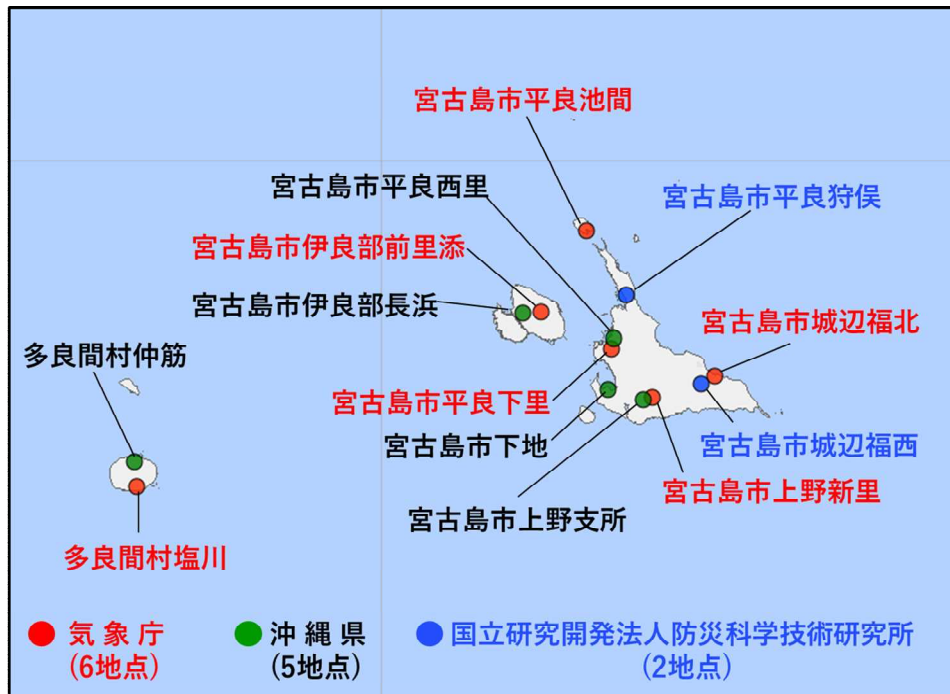 宮古島市平良池間
宮古島市平良西里
宮古島市平良狩俣
宮古島市伊良部前里添
宮古島市伊良部長浜
宮古島市城辺福北
多良間村仲筋
宮古島市平良下里
宮古島市下地
宮古島市城辺福西
宮古島市上野新里
宮古島市上野支所
多良間村塩川
気象庁
(6地点)
沖縄県
(5地点)
国立研究開発法人防災科学技術研究所
(2地点)